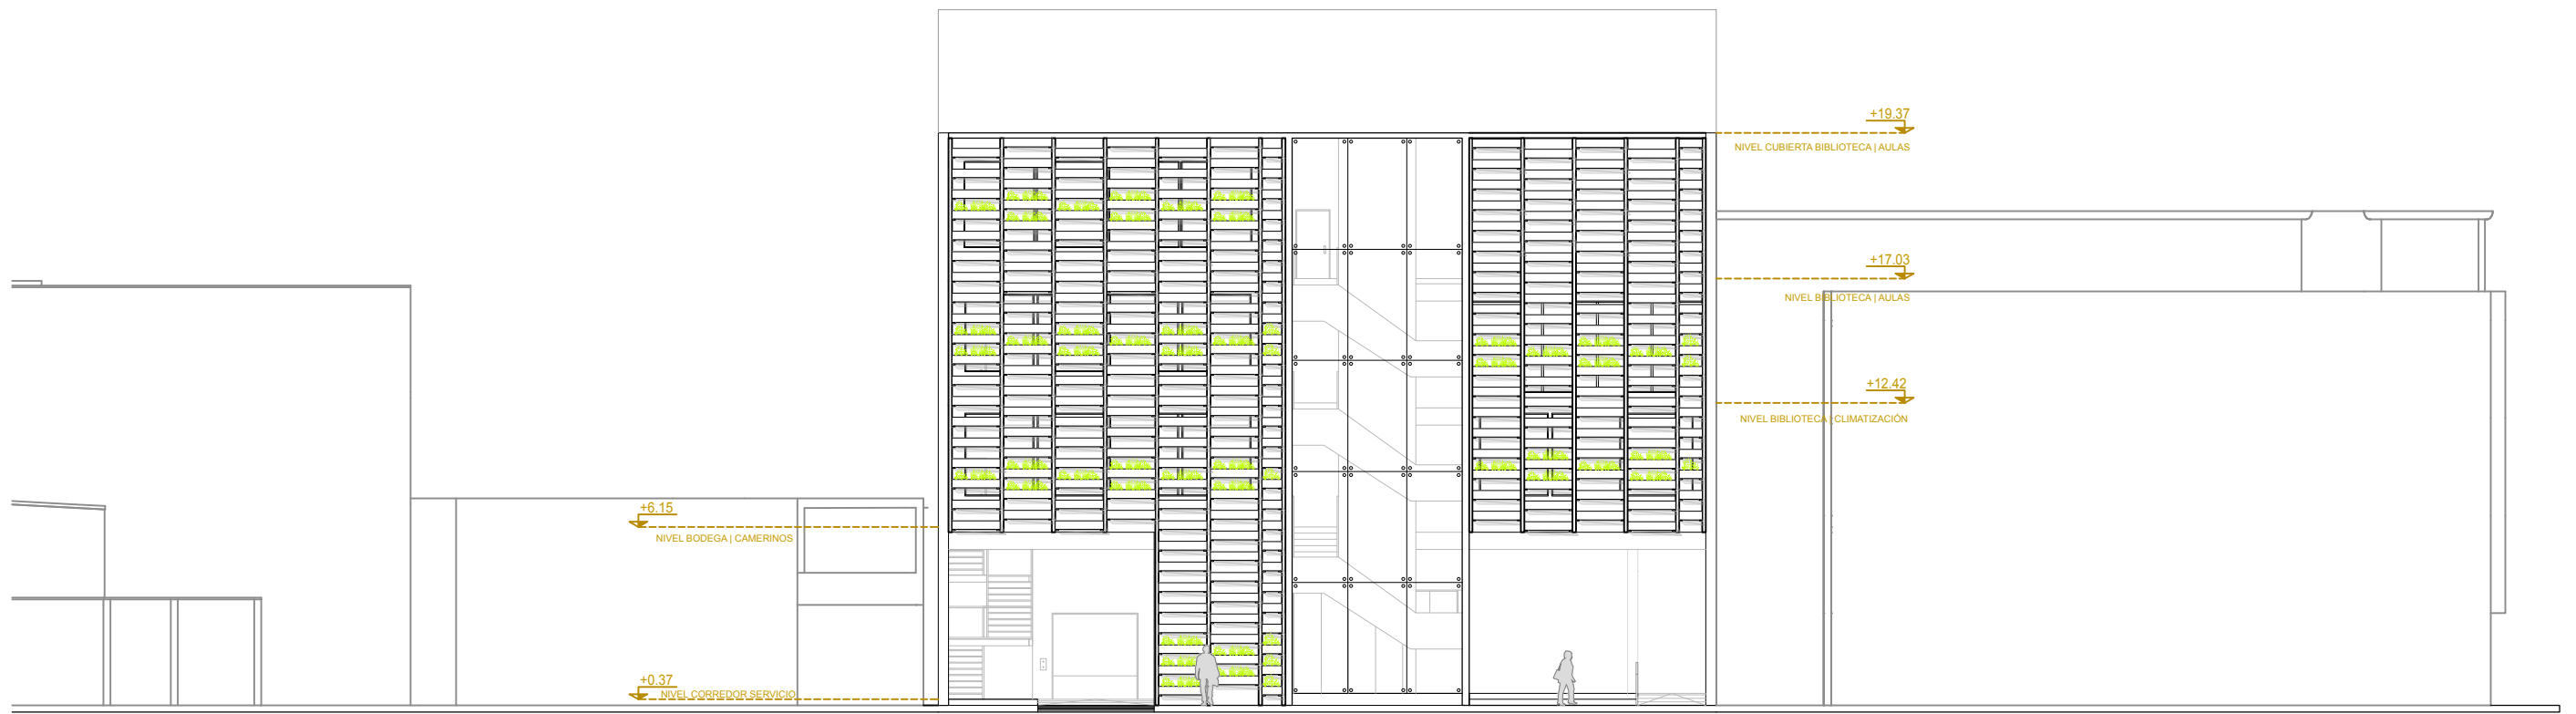 +19.37
NIVEL CUBIERTA BIBLIOTECA | AULAS
+17.03
NIVEL BIBLIOTECA | AULAS
+12.42
NIVEL BIBLIOTECA | CLIMATIZACIÓN
+6.15
NIVEL BODEGA | CAMERINOS
+0.37
NIVEL CORREDOR SERVICIO